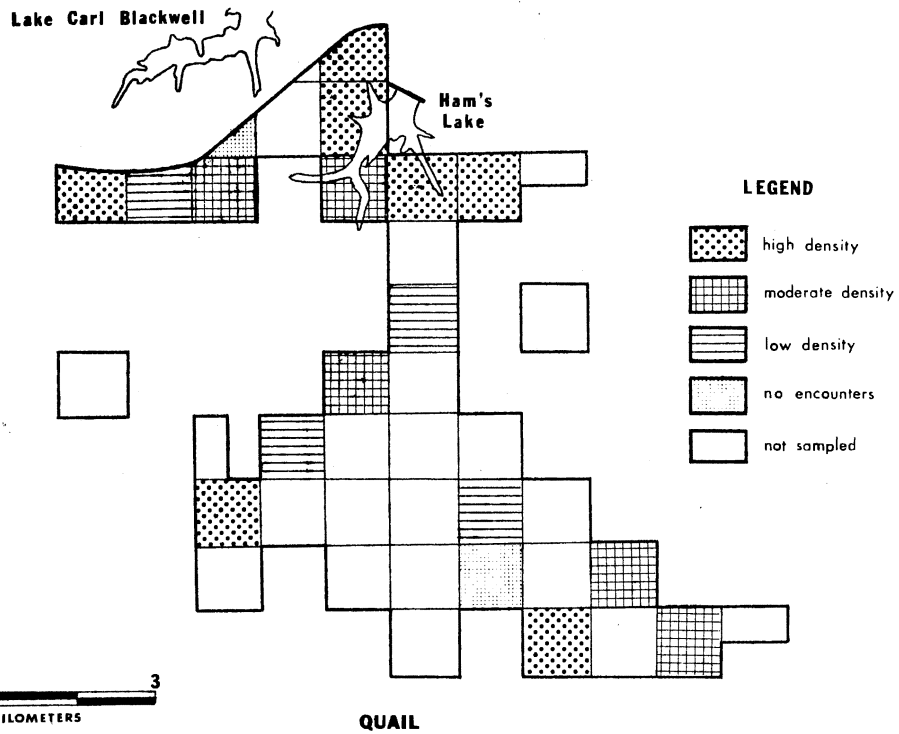 Lake Carl Blackwell
Ham's
Lake
LEGEND
high density
moderate density
low density
no encounters
not sampled
3
ILOMETERS
QUAIL